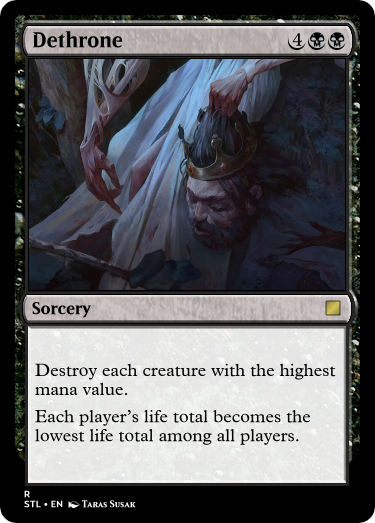 Dethrone 4
Sorcery
Destroy each creature with the highest
mana value.
Each player's life total becomes the
lowest life total among all players.
R
STL • EN Taras Susak